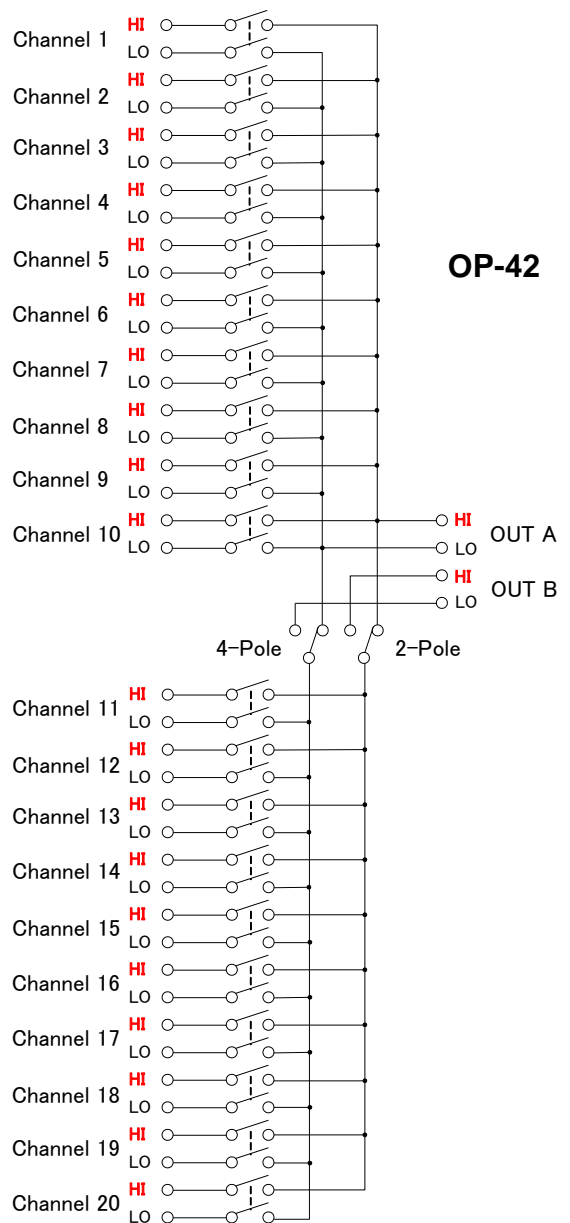 Channel 1 HI
LO
Channel 2 HI
LO
Channel 3 HI
LO
Channel 4 HI
LO
Channel 5 HI
LO
OP-42
Channel 6 HI
LO
Channel 7 HI
LO
Channel 8 HI
LO
Channel 9 HI
LO
Channel 10 HI
LO
HI
LO
OUT A
HI
LO
OUT B
4-Pole
2-Pole
Channel 11 HI
LO
Channel 12 HI
LO
Channel 13 HI
LO
Channel 14 HI
LO
Channel 15 HI
LO
Channel 16 HI
LO
Channel 17 HI
LO
Channel 18 HI
LO
Channel 19 HI
LO
Channel 20 HI
LO